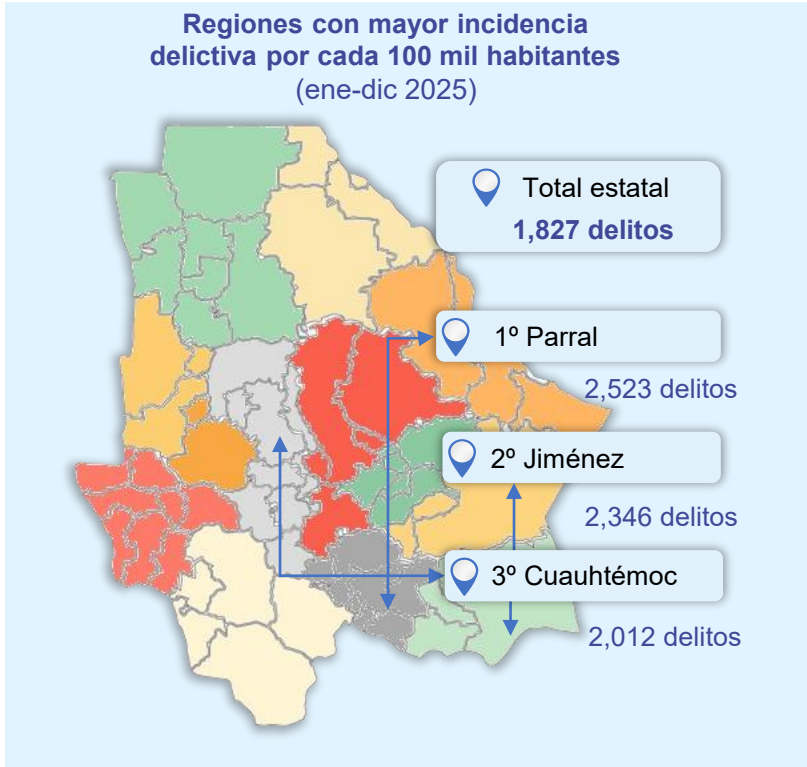 Regiones con mayor incidencia
delictiva por cada 100 mil habitantes
(ene-dic 2025)
Total estatal
1,827 delitos
1º Parral
2,523 delitos
2º Jiménez
2,346 delitos
3º Cuauhtémoc
2,012 delitos